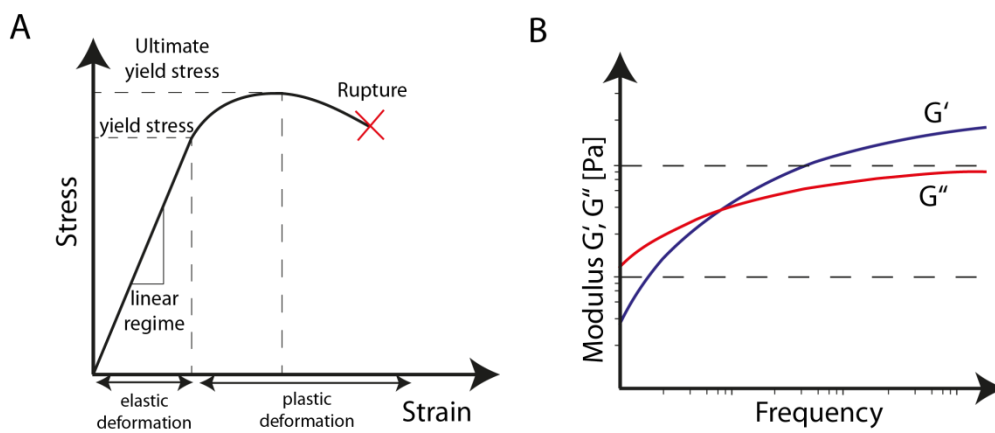 A
Ultimate
yield stress
Rupture
yield stress
Stress
linear
regime
elastic
deformation
plastic
deformation
Strain
B
G‘
G“
Modulus G‘, G“ [Pa]
Frequency